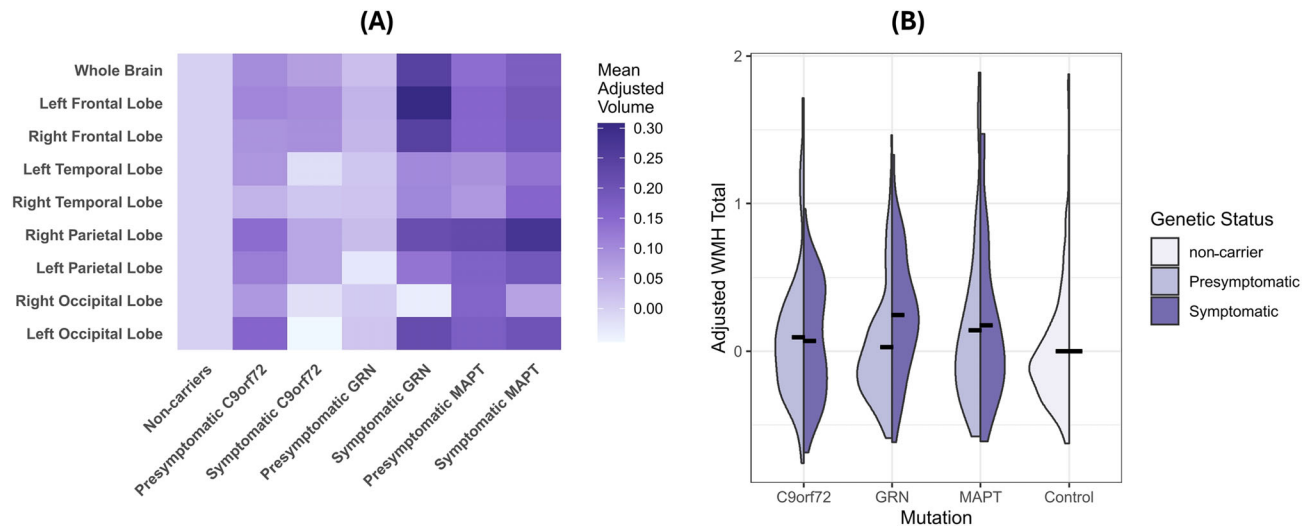 (A)
Whole Brain
Left Frontal Lobe
Right Frontal Lobe
Left Temporal Lobe
Right Temporal Lobe
Right Parietal Lobe
Left Parietal Lobe
Right Occipital Lobe
Left Occipital Lobe
Non-carriers
Presymptomatic C9orf72
Symptomatic C9orf72
Presymptomatic GRN
Symptomatic GRN
Presymptomatic MAPT
Symptomatic MAPT
Mean
Adjusted
Volume
0.30
0.25
0.20
0.15
0.10
0.05
0.00
(B)
Adjusted WMH Total
2
1
0
C9orf72
GRN
MAPT
Control
Mutation
Genetic Status
non-carrier
Presymptomatic
Symptomatic